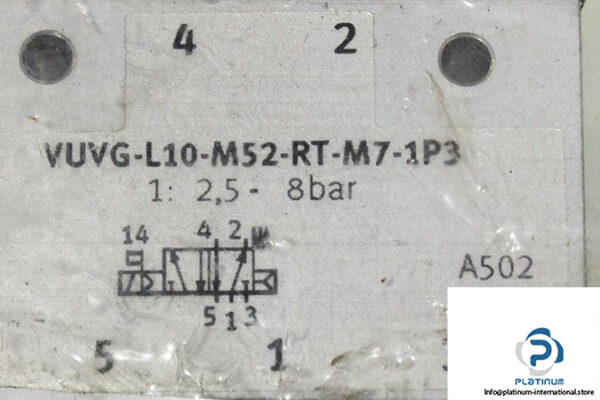 4 2
VUVG-L10-M52-RT-M7-1P3
1: 2,5- 8bar
14 4 2
A502
5 1 3
5 1
PLATINUM
Info@platinum-international.store